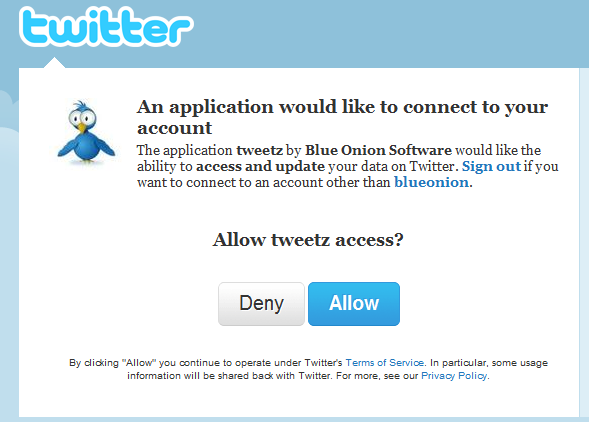 twitter
An application would like to connect to your
account
The application tweetz by Blue Onion Software would like the
ability to access and update your data on Twitter. Sign out if you
want to connect to an account other than blueonion.
Allow tweetz access?
Deny Allow
By clicking "Allow" you continue to operate under Twitter's Terms of Service. In particular, some usage
information will be shared back with Twitter. For more, see our Privacy Policy.